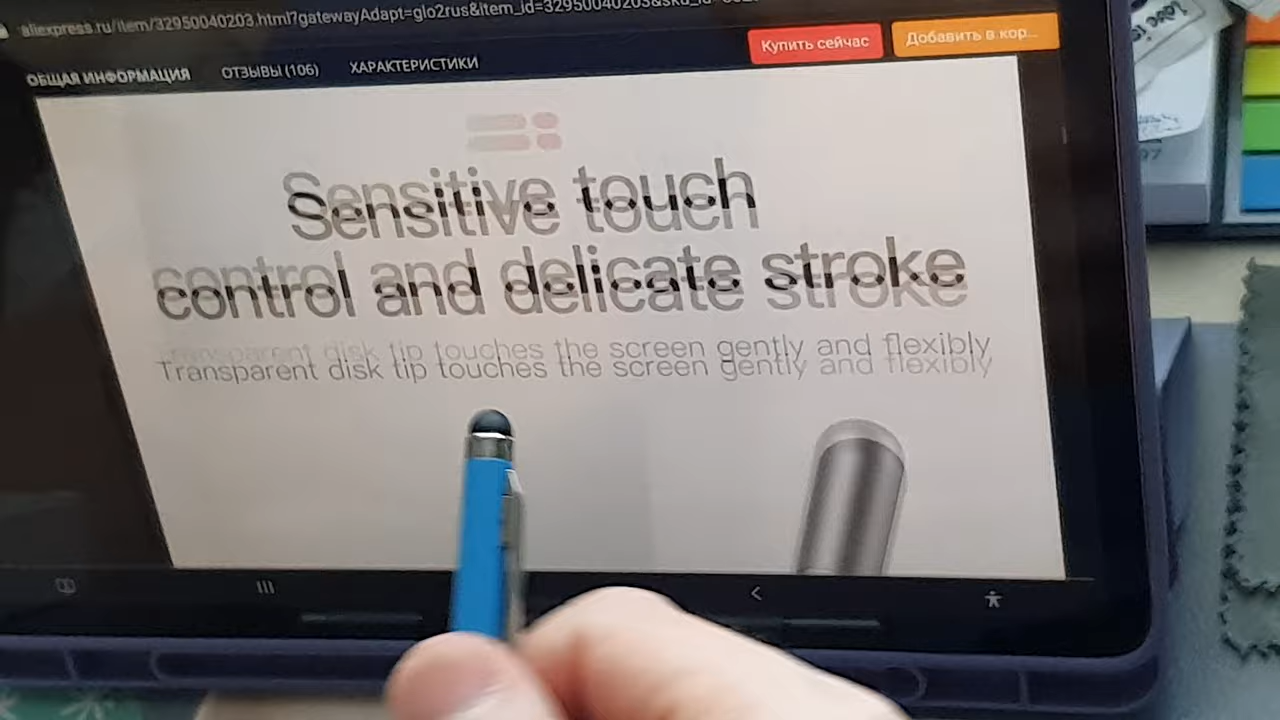 aliexpress.ru/item/32950040203.html?gatewayAdapt=glo2rus&item_id=32950040203&sku_id=
ОБЩАЯ ИНФОРМАЦИЯ ОТЗЫВЫ (106) ХАРАКТЕРИСТИКИ Купить сейчас Добавить в кор...
Sensitive touch
control and delicate stroke
Transparent disk tip touches the screen gently and flexibly